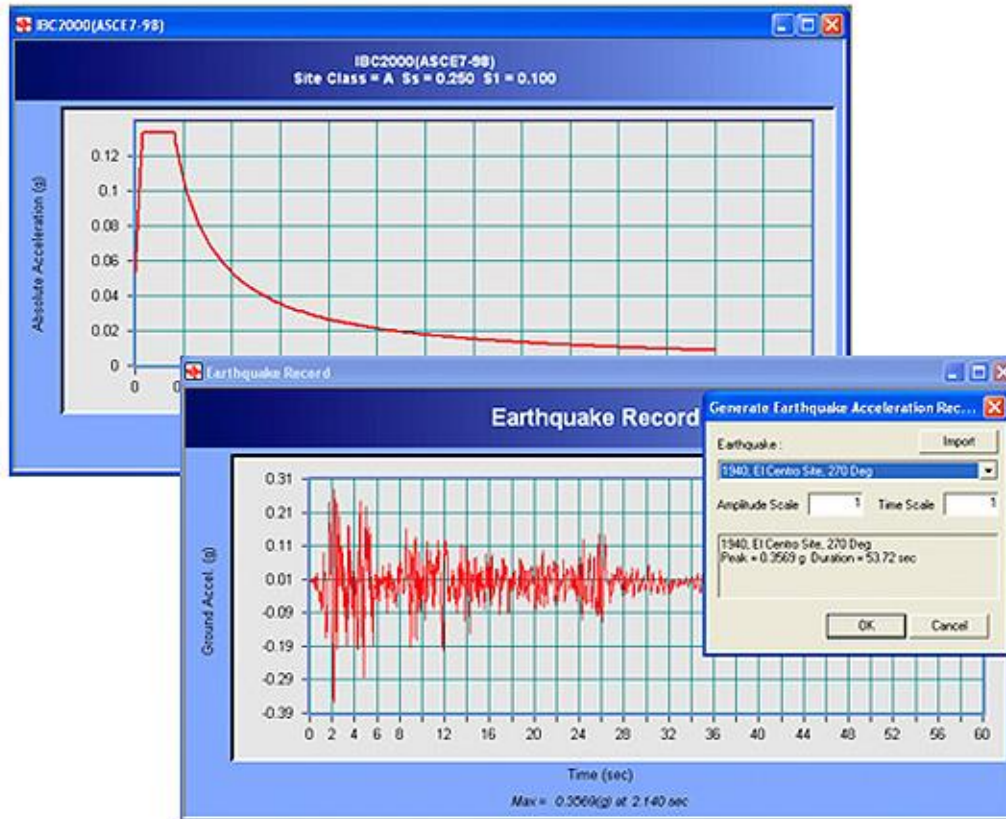 IBC2000(ASCE7-98)
IBC2000(ASCE7-98)
Site Class = A Ss = 0.250 S1 = 0.100
Absolute Acceleration (g)
0.12
0.1
0.08
0.06
0.04
0.02
0
0
Earthquake Record
Earthquake Record
Ground Accel. (g)
0.31
0.21
0.11
0.01
-0.09
-0.19
-0.29
-0.39
0 2 4 6 8 12 16 20 24 28 32 36 40 44 48 52 56 60
Time (sec)
Max = 0.3569(g) at 2.140 sec
Generate Earthquake Acceleration Rec...
Earthquake :
Import
1940, El Centro Site, 270 Deg
Amplitude Scale 1 Time Scale 1
1940, El Centro Site, 270 Deg
Peak = 0.3569 g Duration = 53.72 sec
OK Cancel